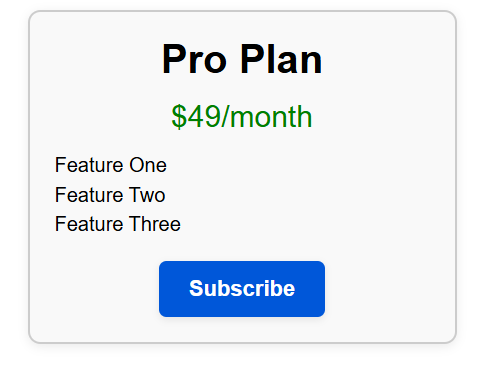 Pro Plan
$49/month
Feature One
Feature Two
Feature Three
Subscribe